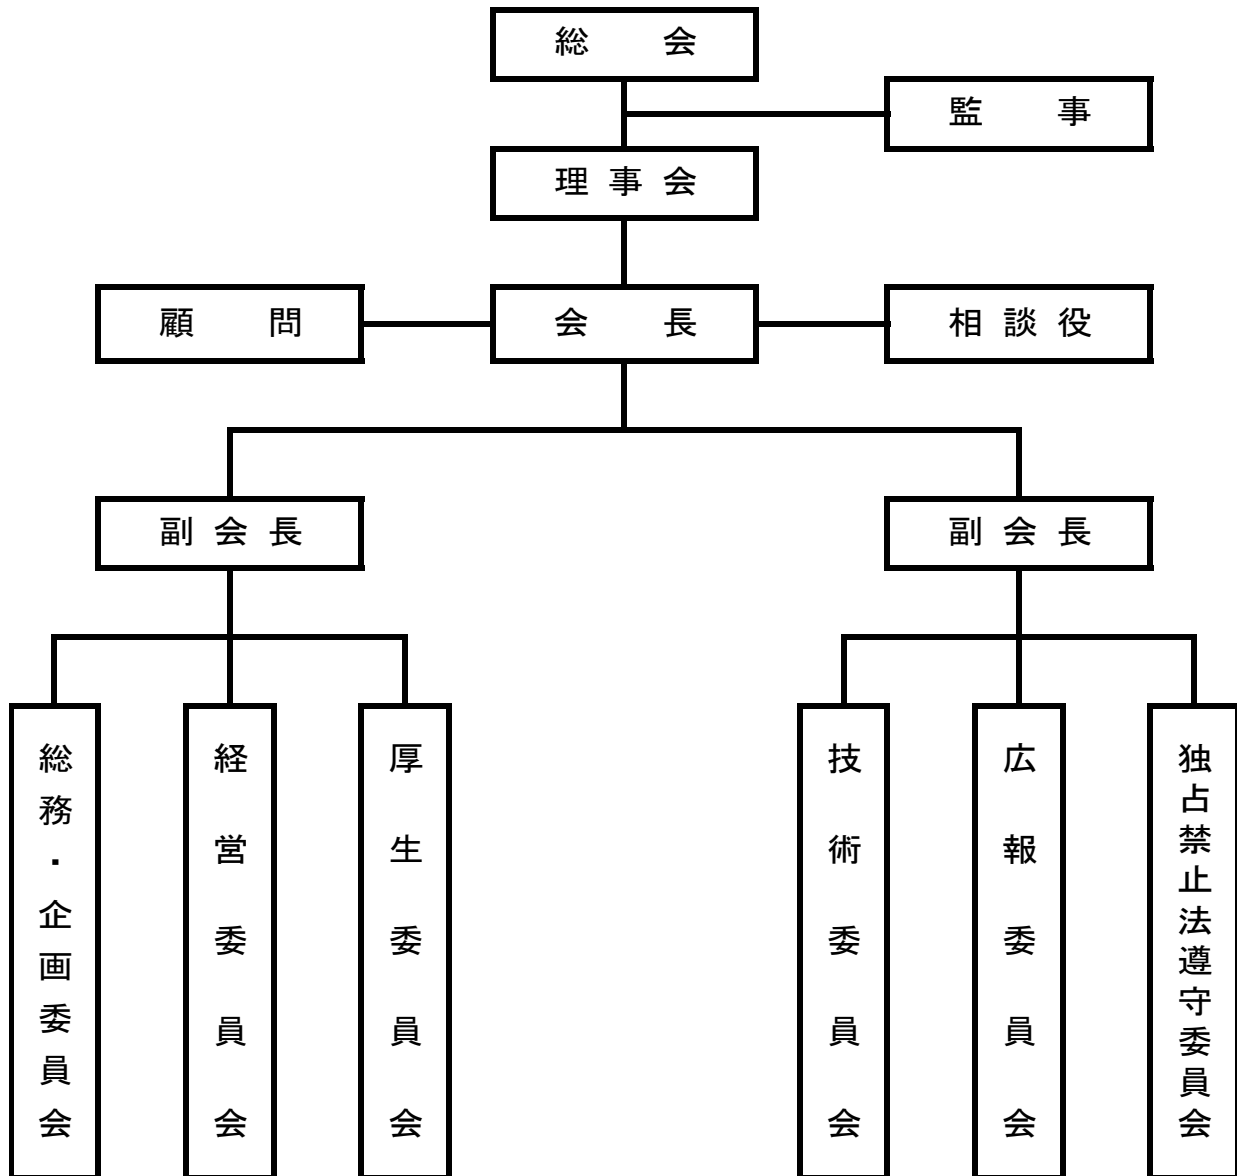 総　会
監　事
理事会
顧　問
会　長
相談役
副会長
副会長
総務・企画委員会
経営委員会
厚生委員会
技術委員会
広報委員会
独占禁止法遵守委員会